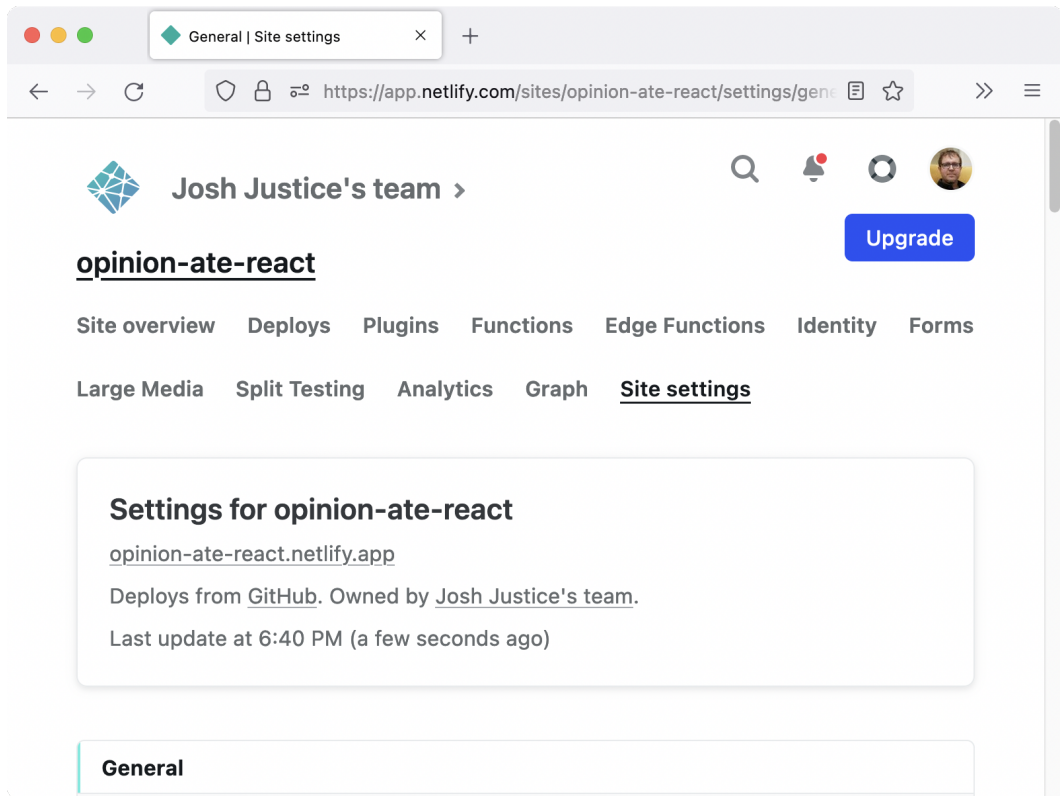 General | Site settings
https://app.netlify.com/sites/opinion-ate-react/settings/gene
Josh Justice's team
Upgrade
opinion-ate-react
Site overview Deploys Plugins Functions Edge Functions Identity Forms
Large Media Split Testing Analytics Graph Site settings
Settings for opinion-ate-react
opinion-ate-react.netlify.app
Deploys from GitHub. Owned by Josh Justice's team.
Last update at 6:40 PM (a few seconds ago)
General